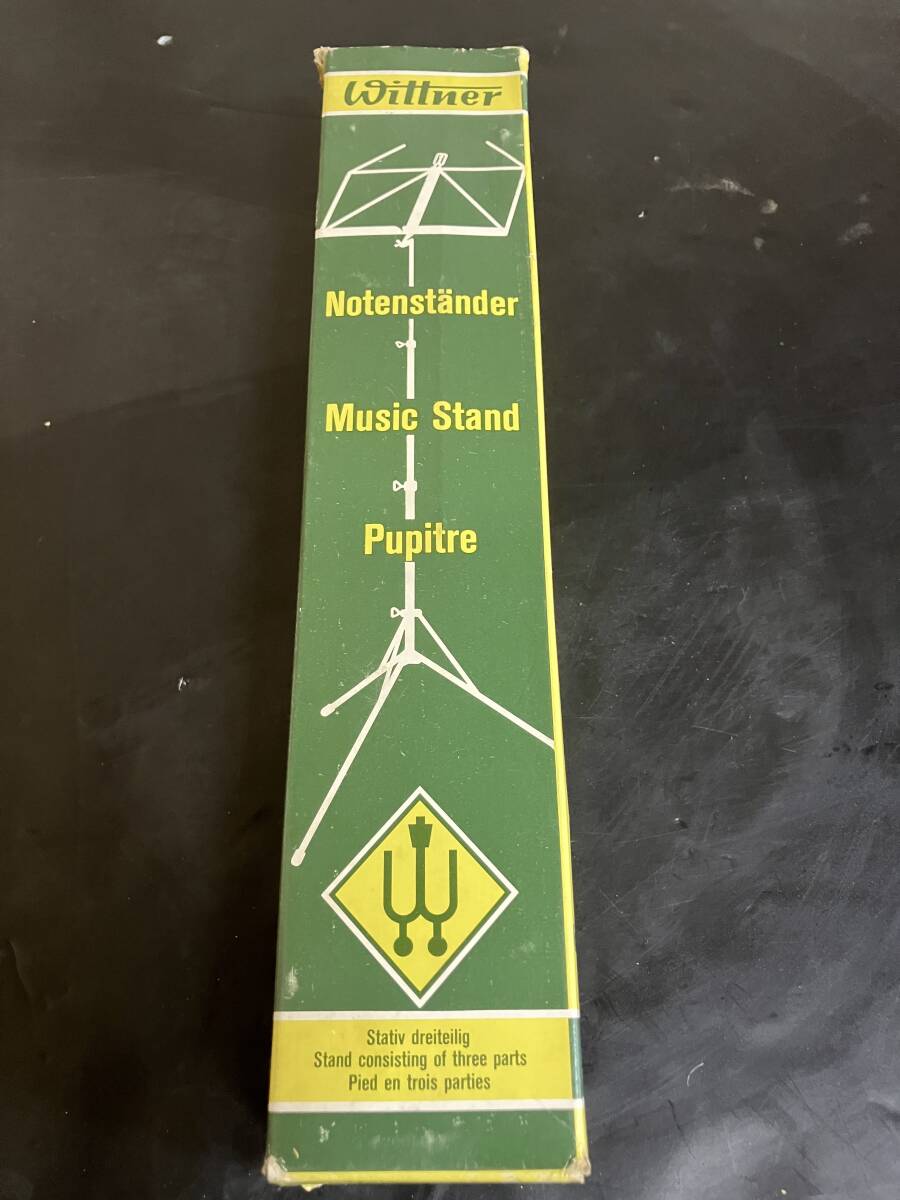 Wittner
Notenständer
Music Stand
Pupitre
Stativ dreiteilig
Stand consisting of three parts
Pied en trois parties